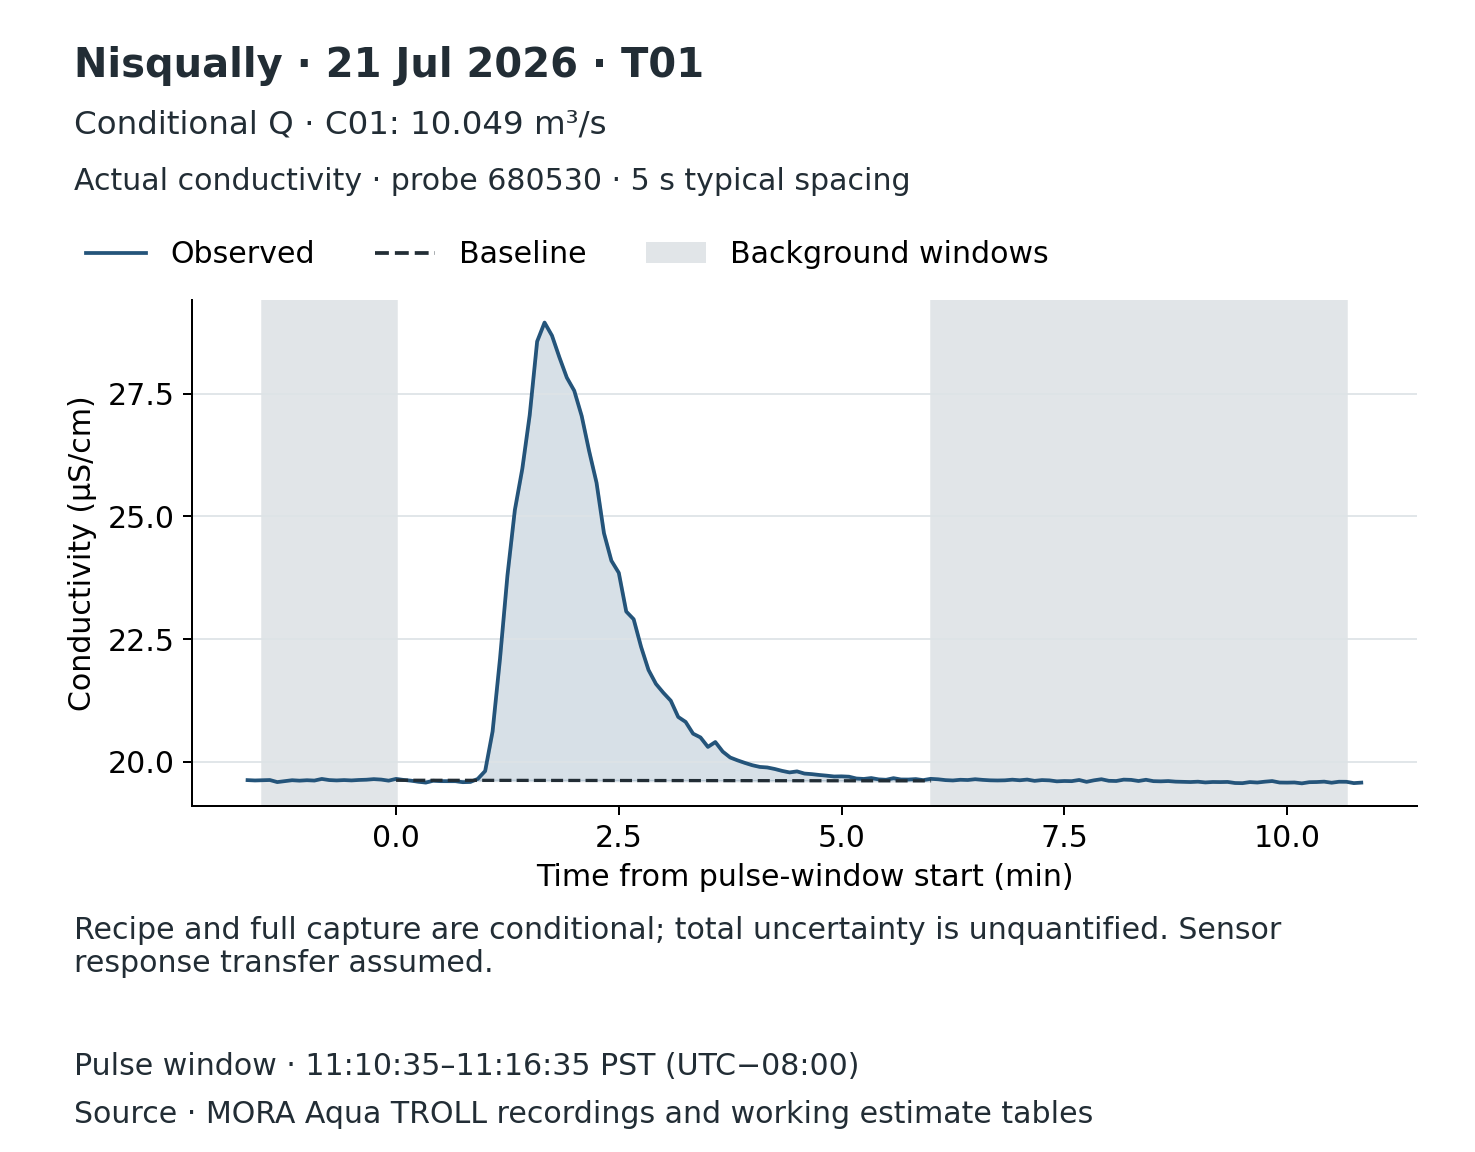 Nisqually · 21 Jul 2026 · T01
Conditional Q · C01: 10.049 m³/s
Actual conductivity · probe 680530 · 5 s typical spacing
Observed Baseline Background windows
Conductivity (µS/cm)
27.5
25.0
22.5
20.0
0.0 2.5 5.0 7.5 10.0
Time from pulse-window start (min)
Recipe and full capture are conditional; total uncertainty is unquantified. Sensor
response transfer assumed.
Pulse window · 11:10:35–11:16:35 PST (UTC−08:00)
Source · MORA Aqua TROLL recordings and working estimate tables